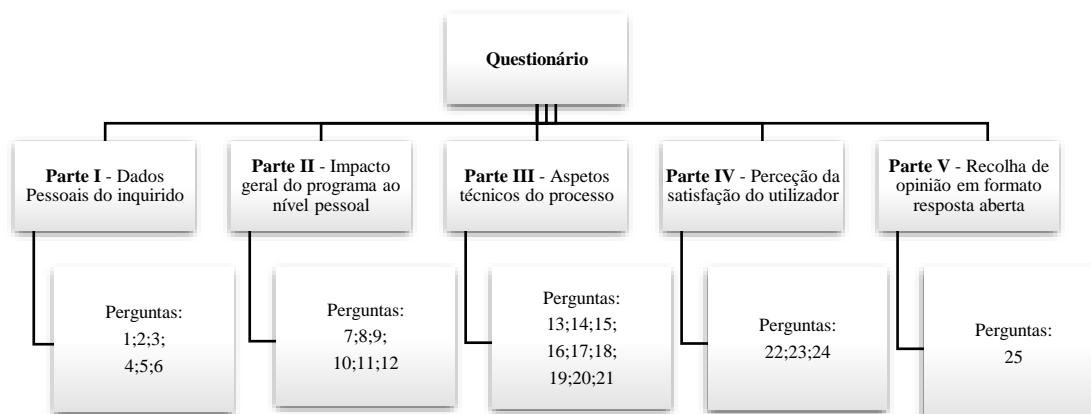 Questionário
Parte I - Dados
Pessoais do inquirido
Parte II - Impacto
geral do programa ao
nível pessoal
Parte III - Aspetos
técnicos do processo
Parte IV - Perceção da
satisfação do utilizador
Parte V - Recolha de
opinião em formato
resposta aberta
Perguntas:
1;2;3;
4;5;6
Perguntas:
7;8;9;
10;11;12
Perguntas:
13;14;15;
16;17;18;
19;20;21
Perguntas:
22;23;24
Perguntas:
25